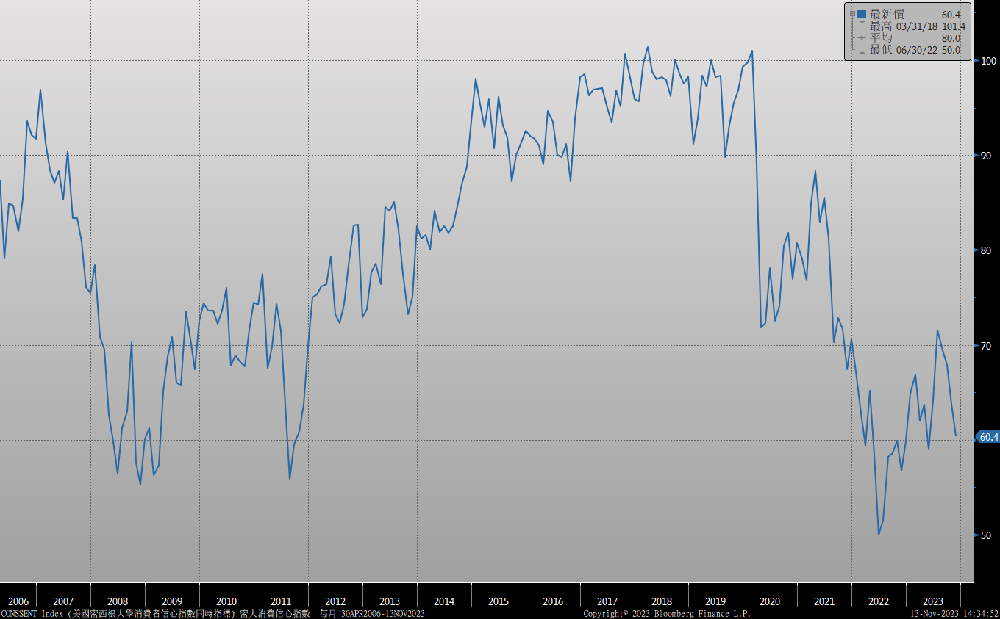 最新價 60.4
最高 03/31/18 101.4
平均 80.0
最低 06/30/22 50.0
100
90
80
70
60.4
50
2006 2007 2008 2009 2010 2011 2012 2013 2014 2015 2016 2017 2018 2019 2020 2021 2022 2023
CONSSENT Index (美國密西根大學消費者信心指數同時指標) 密大消費信心指數 每月 30APR2006-13NOV2023 Copyright© 2023 Bloomberg Finance L.P. 13-Nov-2023 14:34:52